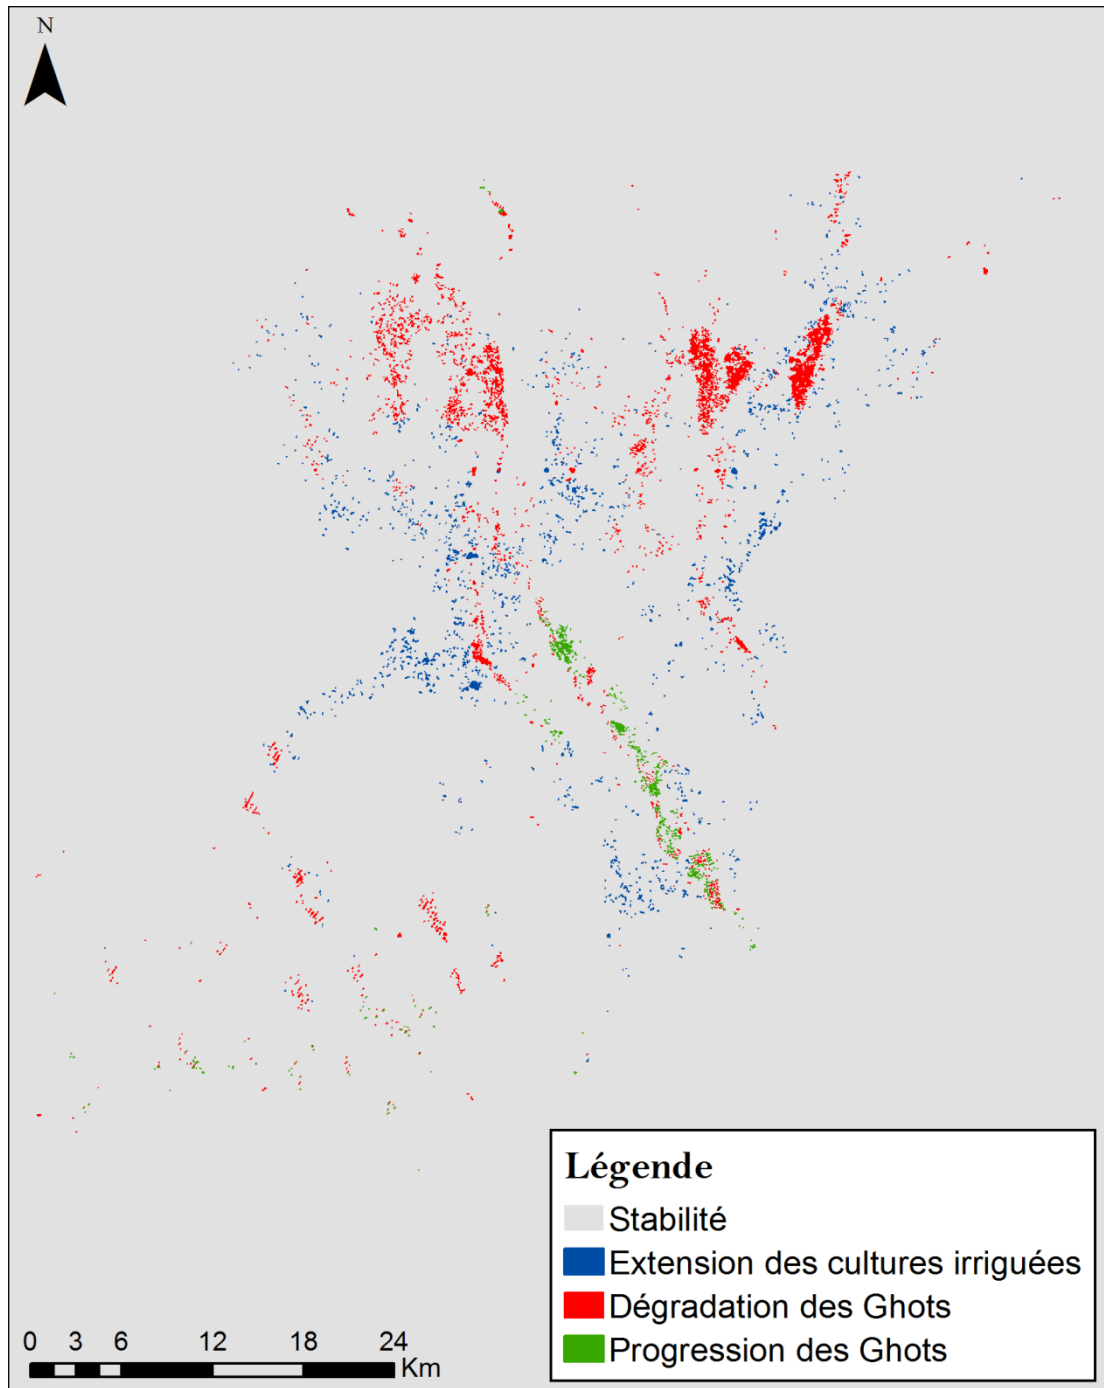 N
Légende
Stabilité
Extension des cultures irriguées
Dégradation des Ghots
Progression des Ghots
0 3 6 12 18 24
Km